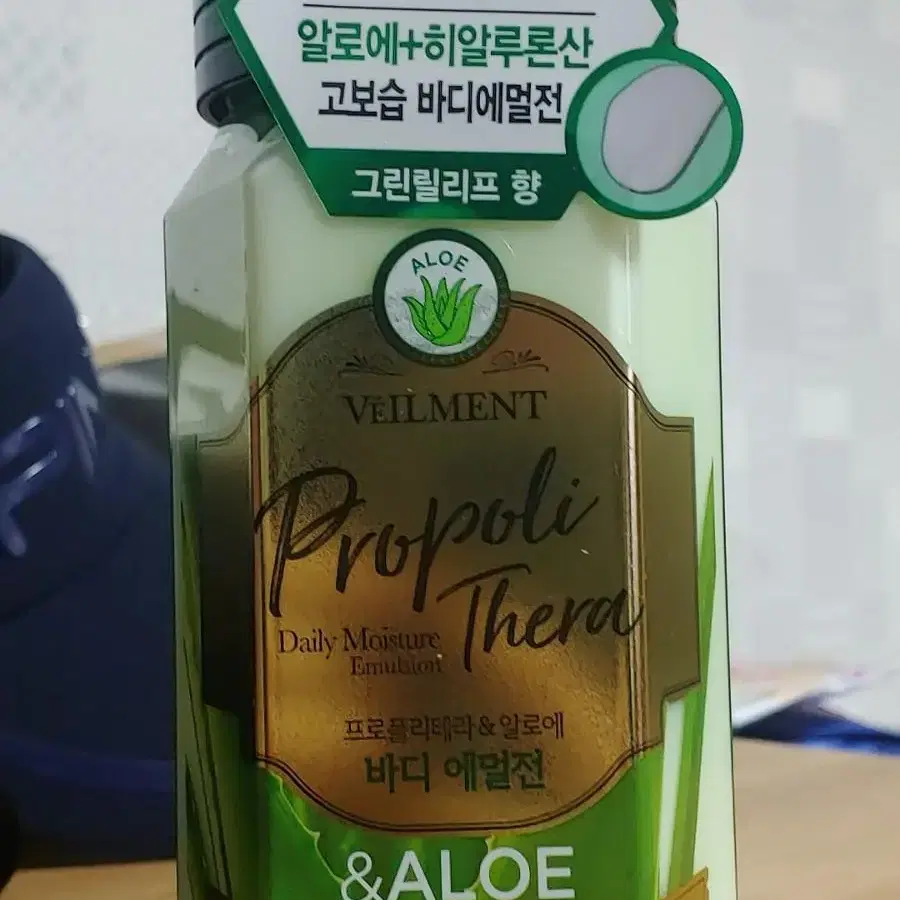 알로에+히알루론산
고보습 바디에멀전
그린릴리프 향
ALOE
VĒILMENT
Propoli
Thera
Daily Moisture
Emulsion
프로폴리테라&알로에
바디 에멀전
&ALOE